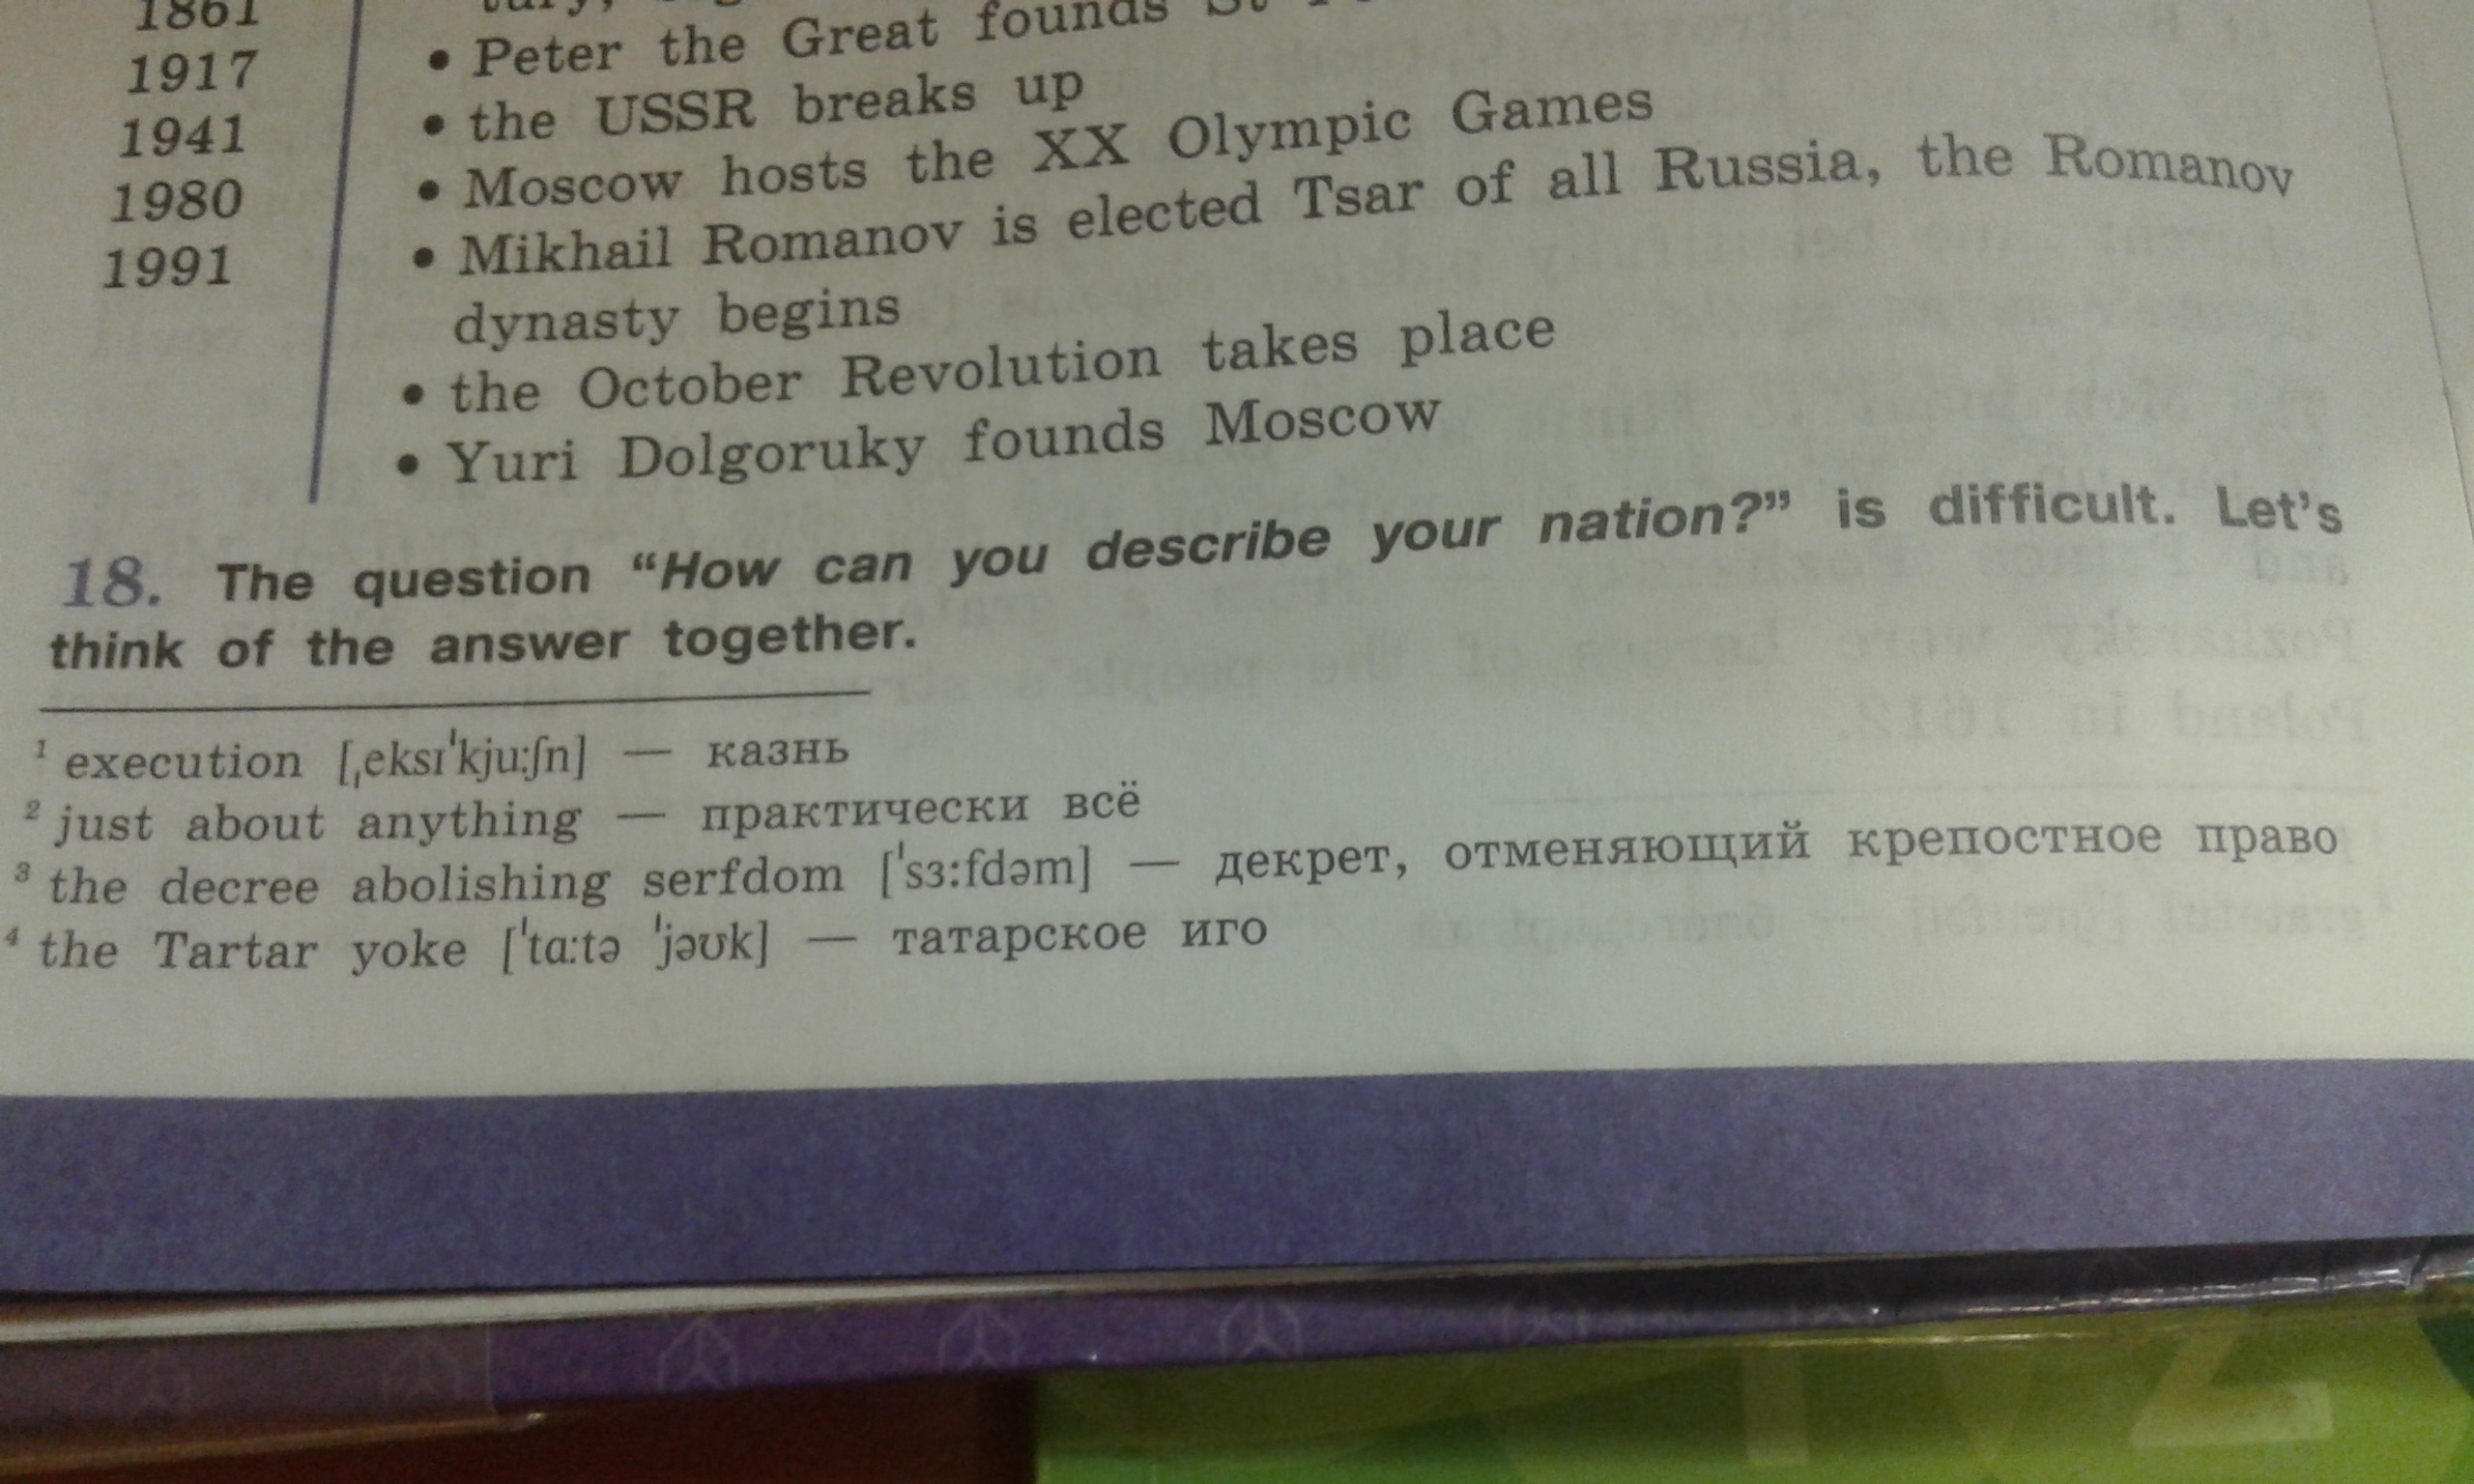 1861
1917
1941
1980
1991
• Peter the Great founds
• the USSR breaks up
• Moscow hosts the XX Olympic Games
• Mikhail Romanov is elected Tsar of all Russia, the Romanov
dynasty begins
• the October Revolution takes place
• Yuri Dolgoruky founds Moscow
18. The question “How can you describe your nation?” is difficult. Let’s
think of the answer together.
¹ execution [ˌeksɪˈkjuːʃn] — казнь
² just about anything — практически всё
³ the decree abolishing serfdom [ˈsɜːfdəm] — декрет, отменяющий крепостное право
⁴ the Tartar yoke [ˈtɑːtə ˈjəʊk] — татарское иго